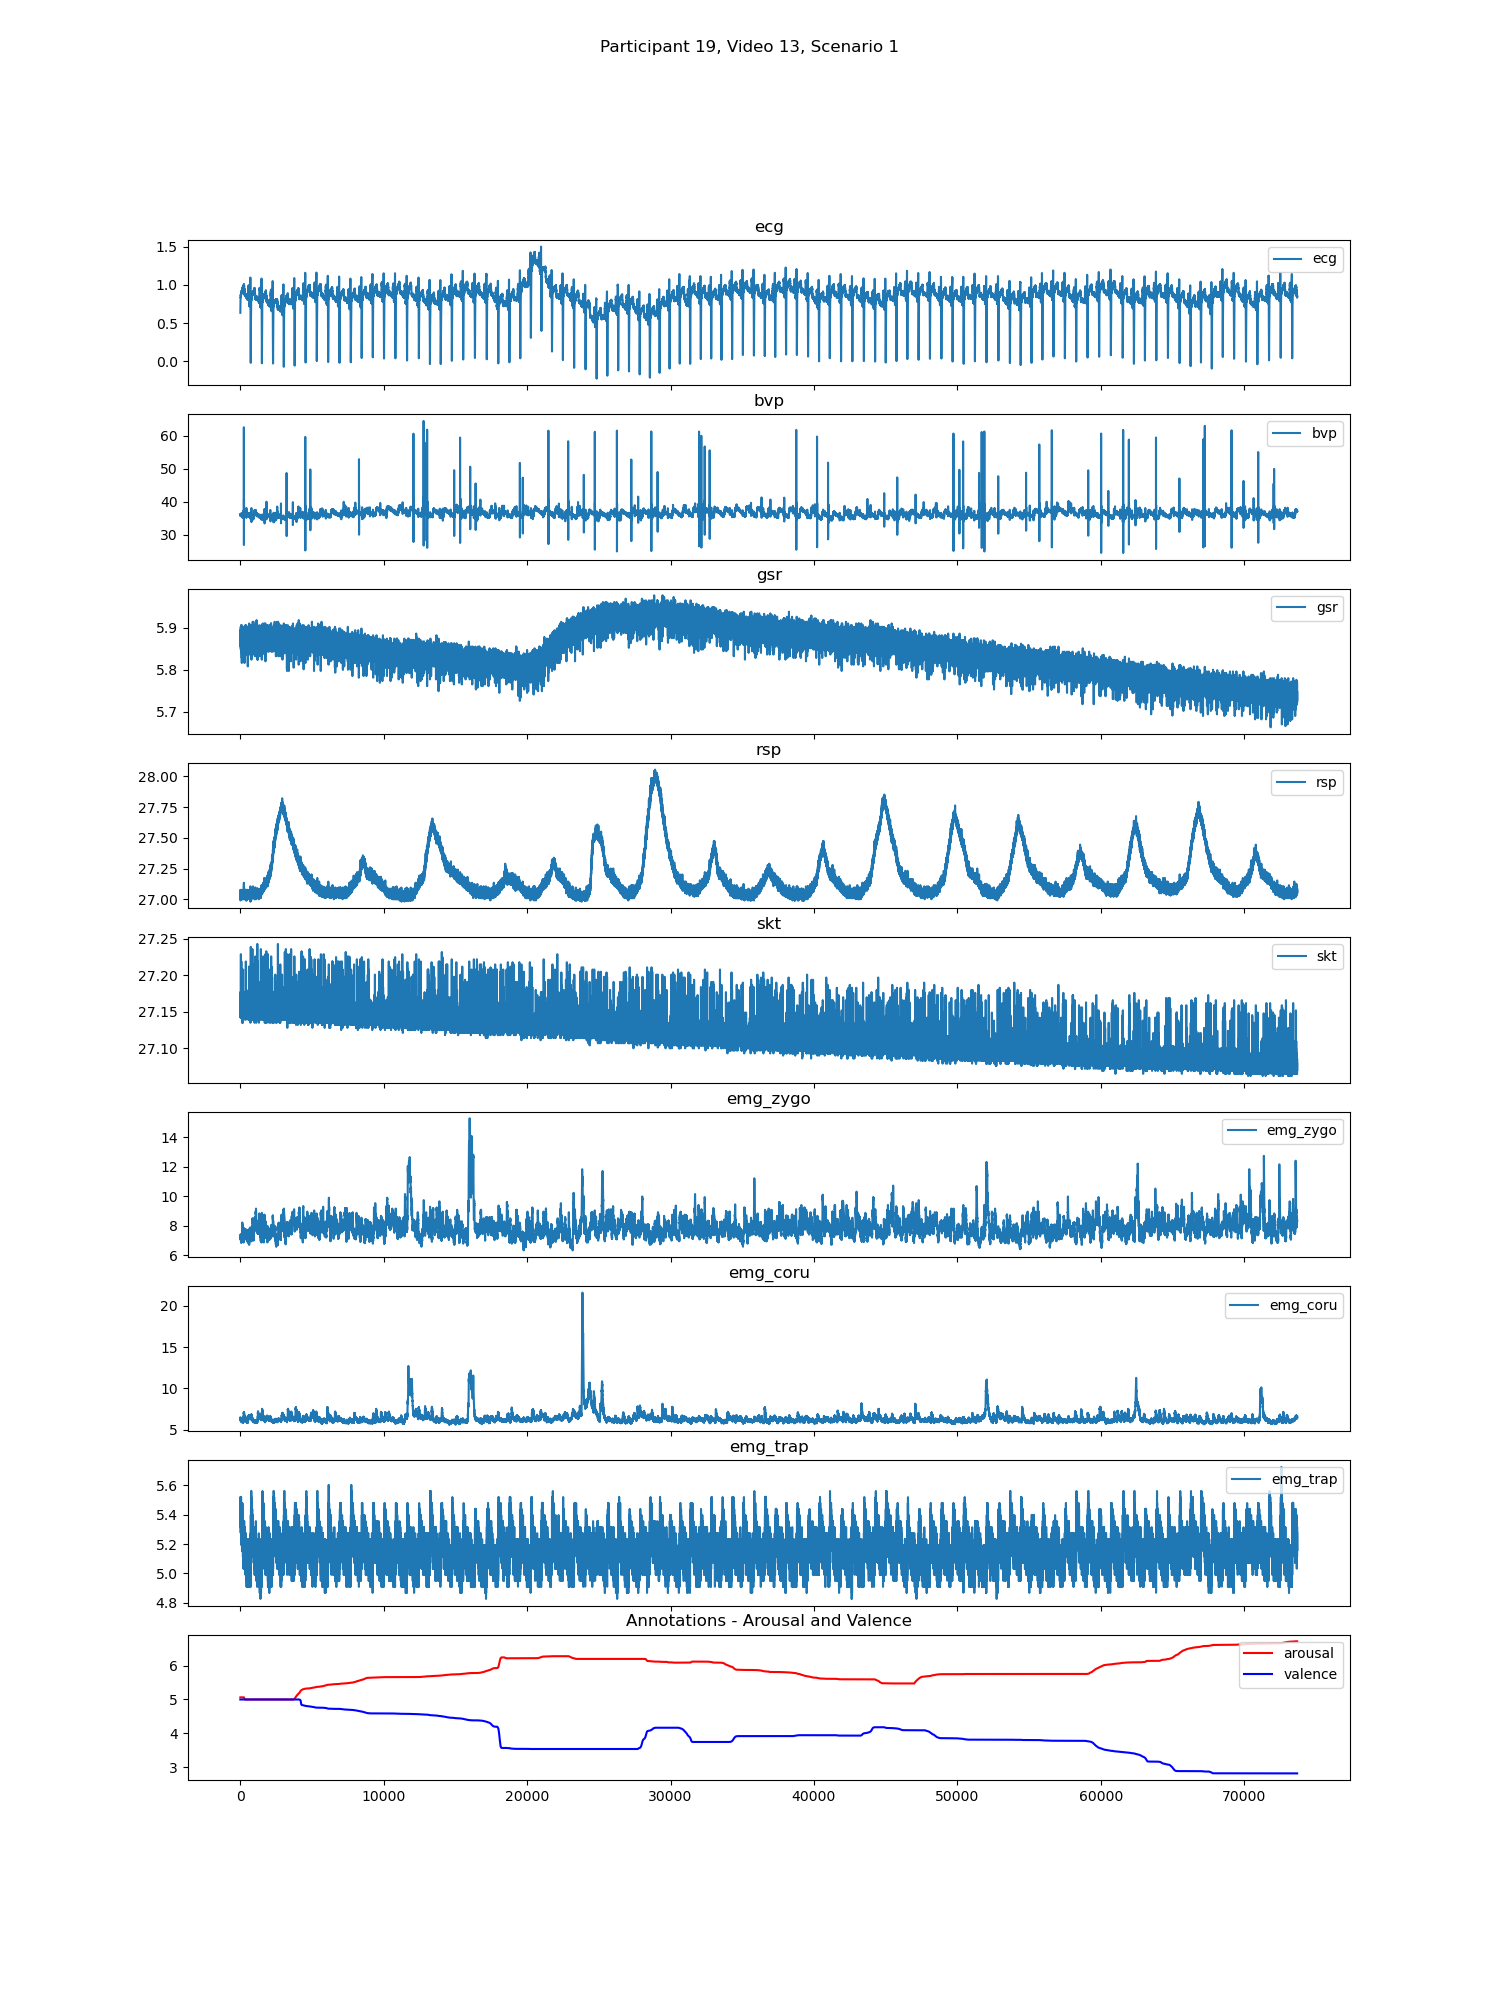 Participant 19, Video 13, Scenario 1
ecg
1.5
1.0
0.5
0.0
ecg
bvp
60
50
40
30
bvp
gsr
5.9
5.8
5.7
gsr
rsp
28.00
27.75
27.50
27.25
27.00
rsp
skt
27.25
27.20
27.15
27.10
skt
emg_zygo
14
12
10
8
6
emg_zygo
emg_coru
20
15
10
5
emg_coru
emg_trap
5.6
5.4
5.2
5.0
4.8
emg_trap
Annotations - Arousal and Valence
6
5
4
3
arousal
valence
0 10000 20000 30000 40000 50000 60000 70000